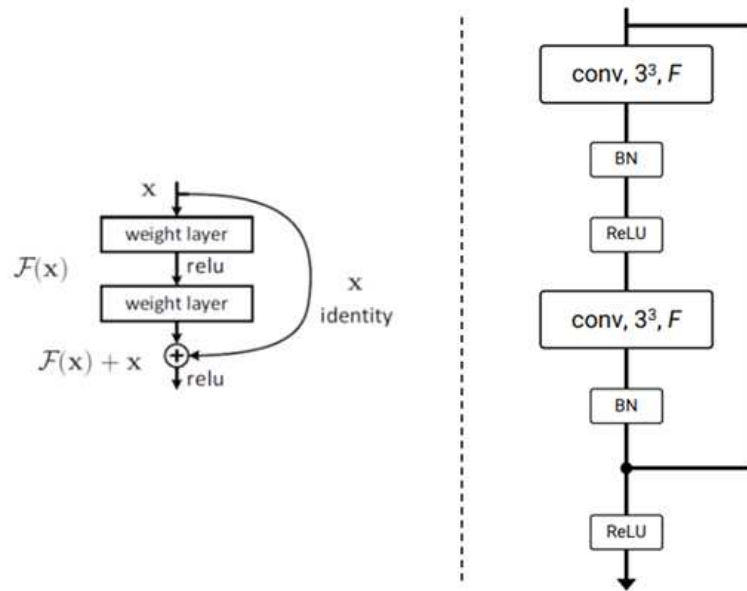 x
weight layer
F(x)
relu
weight layer
x
identity
F(x) + x
relu
conv, 3³, F
BN
ReLU
conv, 3³, F
BN
ReLU